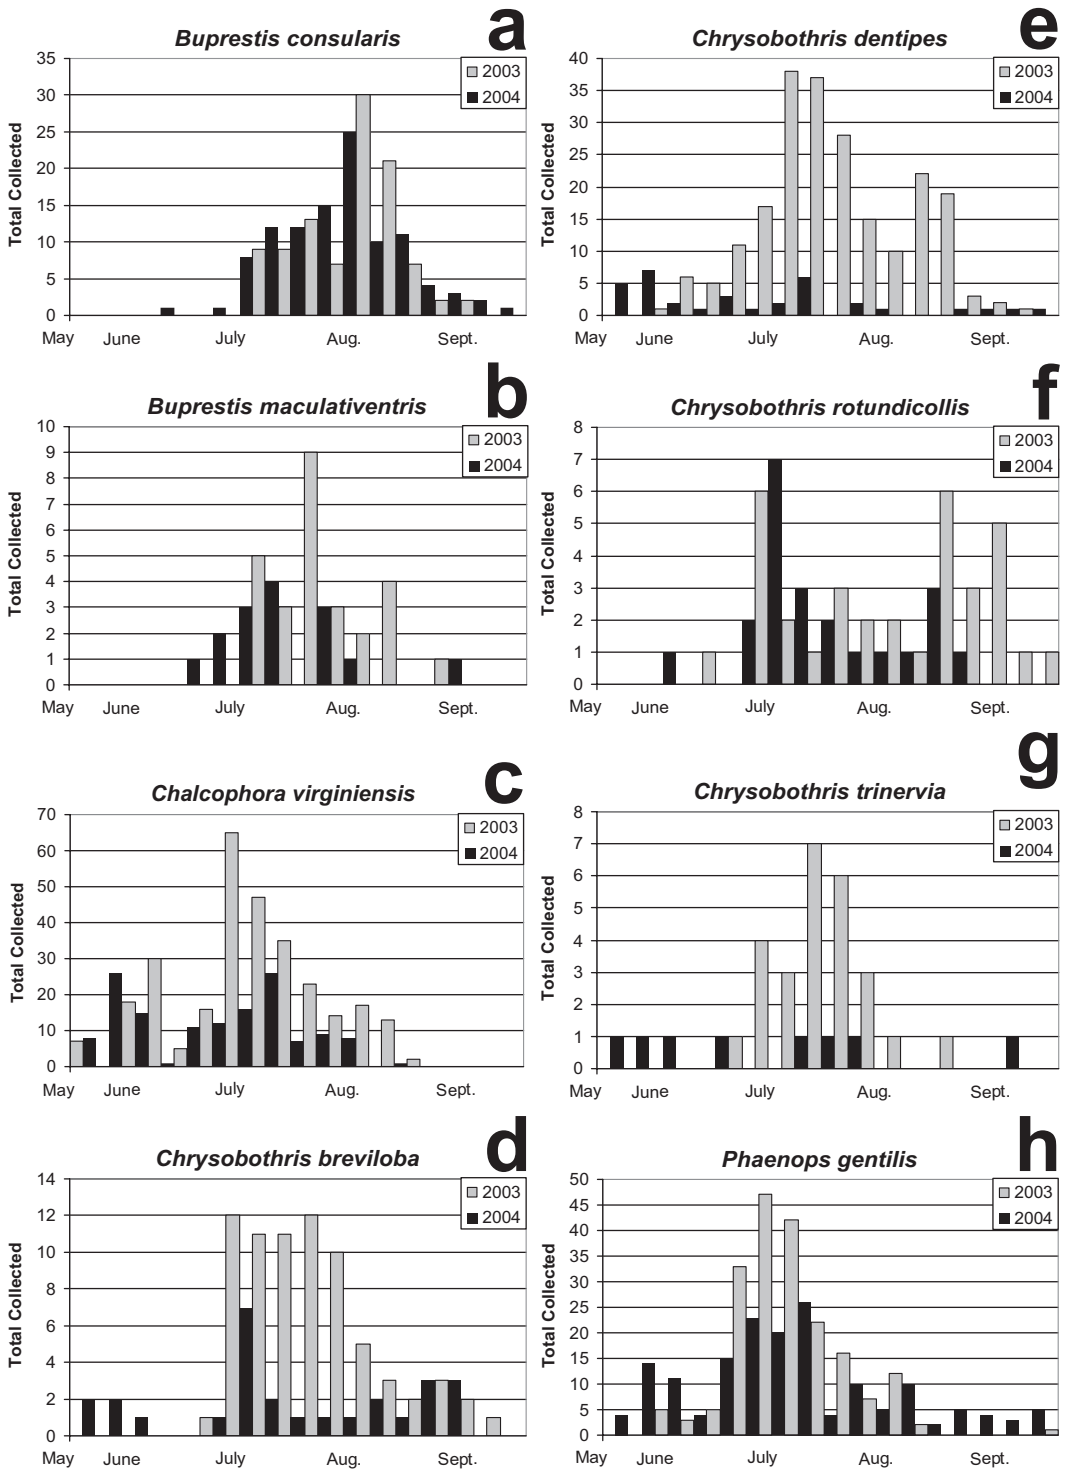 a
Buprestis consularis
35
30
25
20
15
10
5
0
Total Collected
2003
2004
May June July Aug. Sept.
b
Buprestis maculativentris
10
9
8
7
6
5
4
3
2
1
0
Total Collected
2003
2004
May June July Aug. Sept.
c
Chalcophora virginiensis
70
60
50
40
30
20
10
0
Total Collected
2003
2004
May June July Aug. Sept.
d
Chrysobothris breviloba
14
12
10
8
6
4
2
0
Total Collected
2003
2004
May June July Aug. Sept.
e
Chrysobothris dentipes
40
35
30
25
20
15
10
5
0
Total Collected
2003
2004
May June July Aug. Sept.
f
Chrysobothris rotundicollis
8
7
6
5
4
3
2
1
0
Total Collected
2003
2004
May June July Aug. Sept.
g
Chrysobothris trinervia
8
7
6
5
4
3
2
1
0
Total Collected
2003
2004
May June July Aug. Sept.
h
Phaenops gentilis
50
45
40
35
30
25
20
15
10
5
0
Total Collected
2003
2004
May June July Aug. Sept.